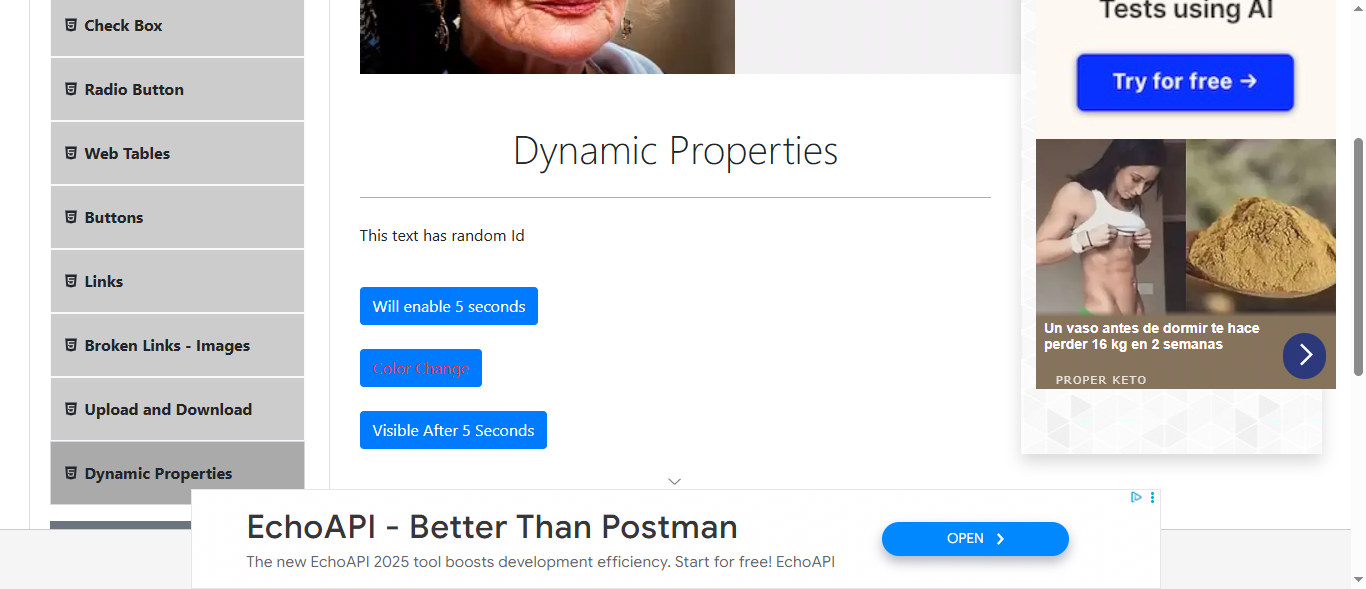 Check Box
Radio Button
Web Tables
Buttons
Links
Broken Links - Images
Upload and Download
Dynamic Properties
Dynamic Properties
This text has random Id
Will enable 5 seconds
Color Change
Visible After 5 Seconds
Tests using AI
Try for free →
Un vaso antes de dormir te hace
perder 16 kg en 2 semanas
PROPER KETO
EchoAPI - Better Than Postman
The new EchoAPI 2025 tool boosts development efficiency. Start for free! EchoAPI
OPEN